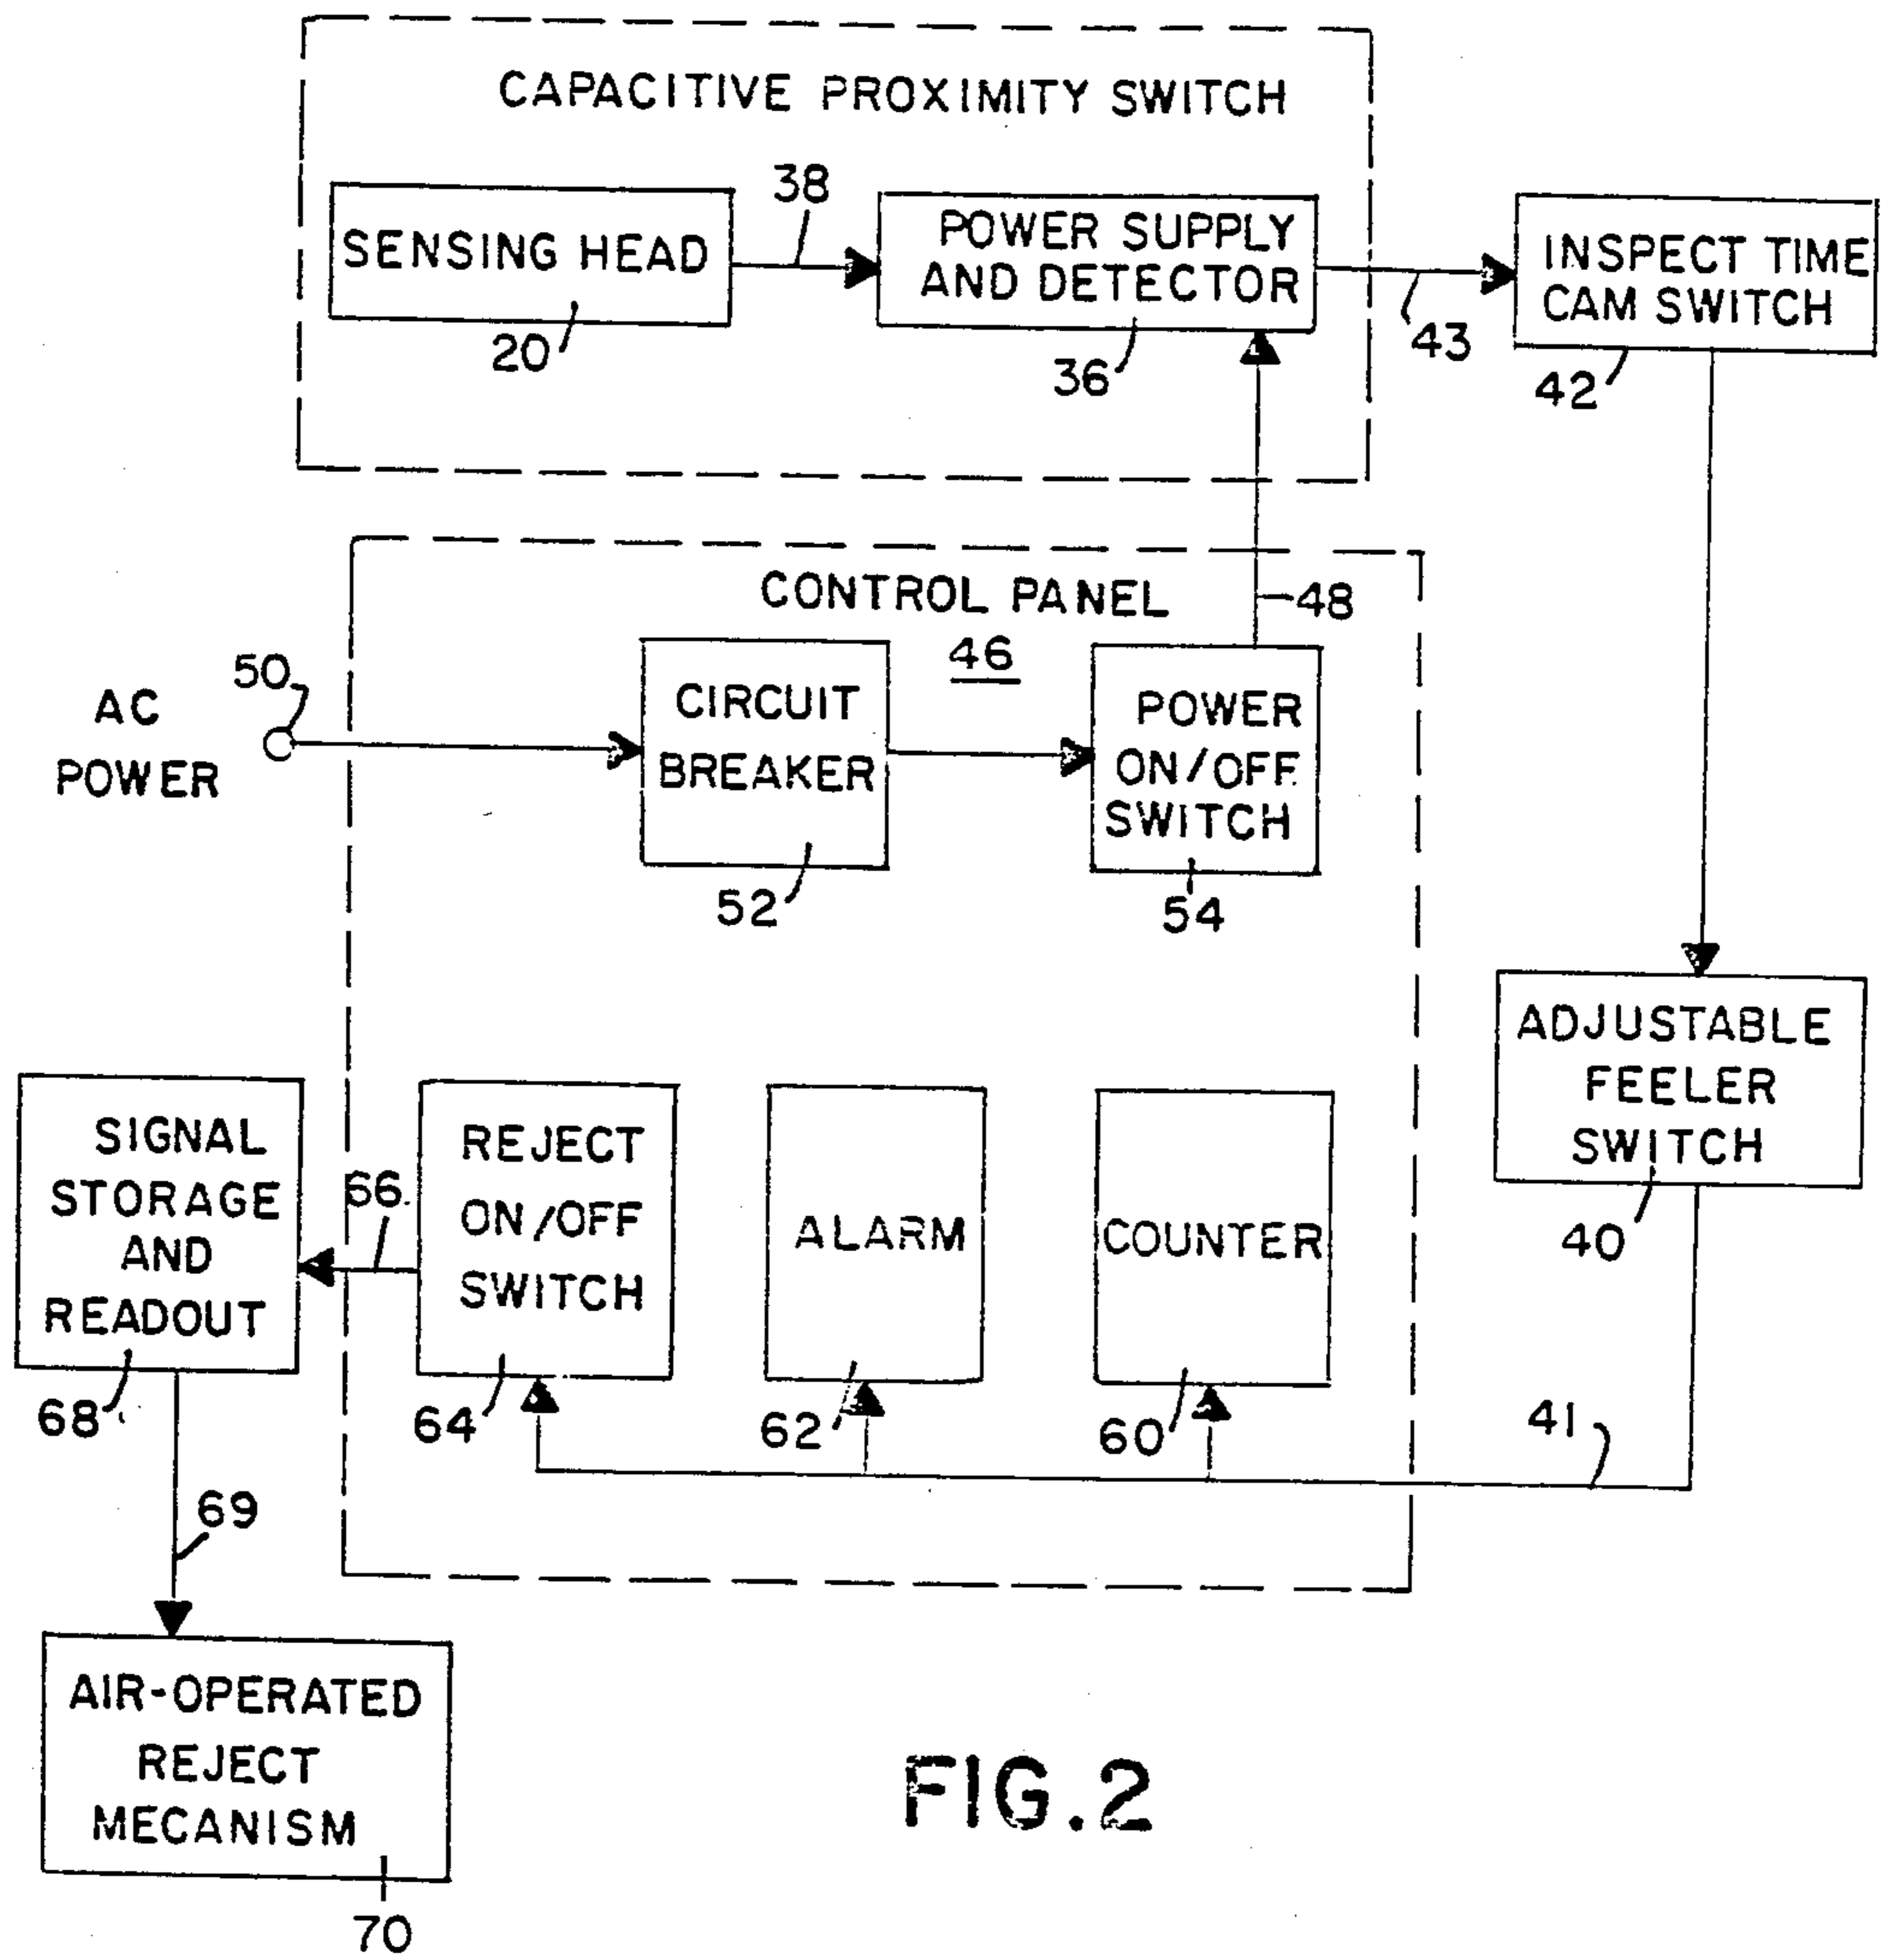 CAPACITIVE PROXIMITY SWITCH
38
SENSING HEAD
20
POWER SUPPLY
AND DETECTOR
36
43
INSPECT TIME
CAM SWITCH
42
CONTROL PANEL
46
48
AC
POWER
50
CIRCUIT
BREAKER
52
POWER
ON/OFF
SWITCH
54
ADJUSTABLE
FEELER
SWITCH
40
SIGNAL
STORAGE
AND
READOUT
68
66
REJECT
ON/OFF
SWITCH
64
ALARM
62
COUNTER
60
41
69
AIR-OPERATED
REJECT
MECANISM
70
FIG.2